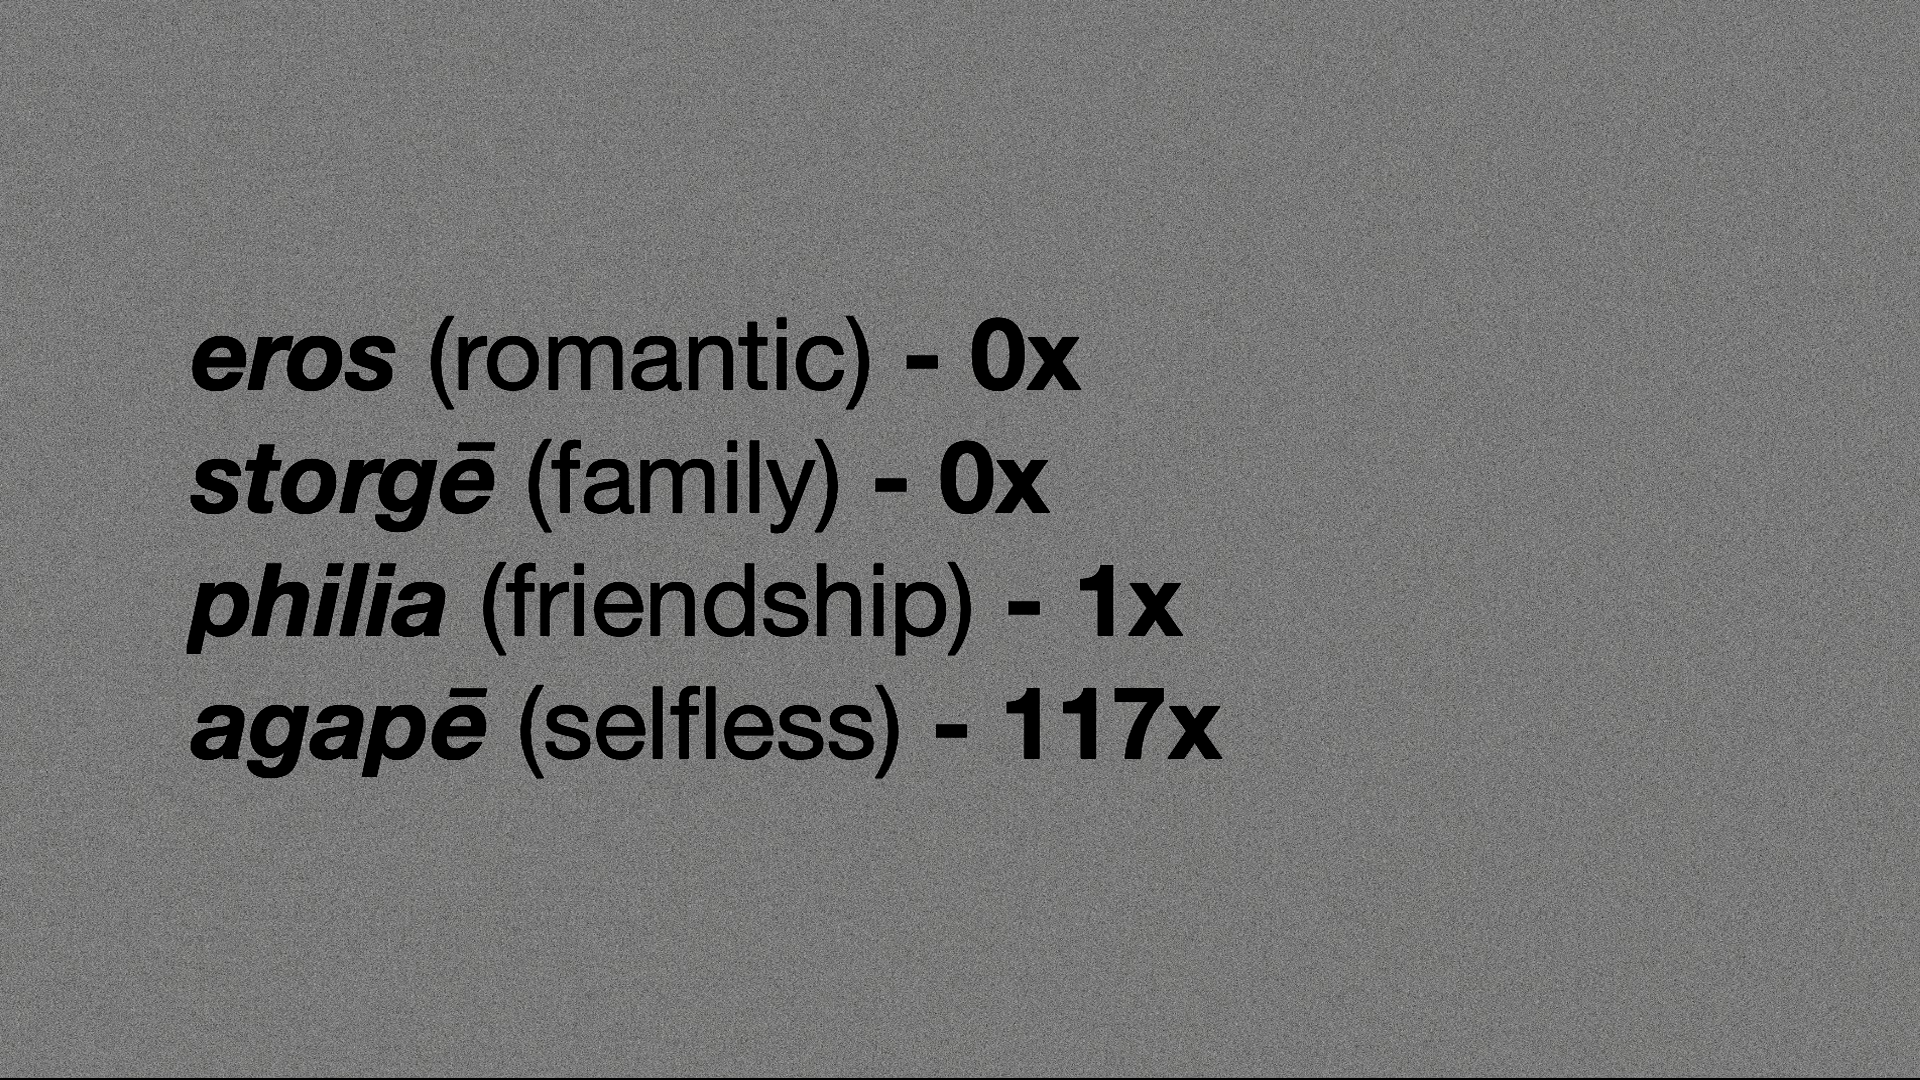 eros (romantic) - 0x
storgē (family) - 0x
philia (friendship) - 1x
agapē (selfless) - 117x